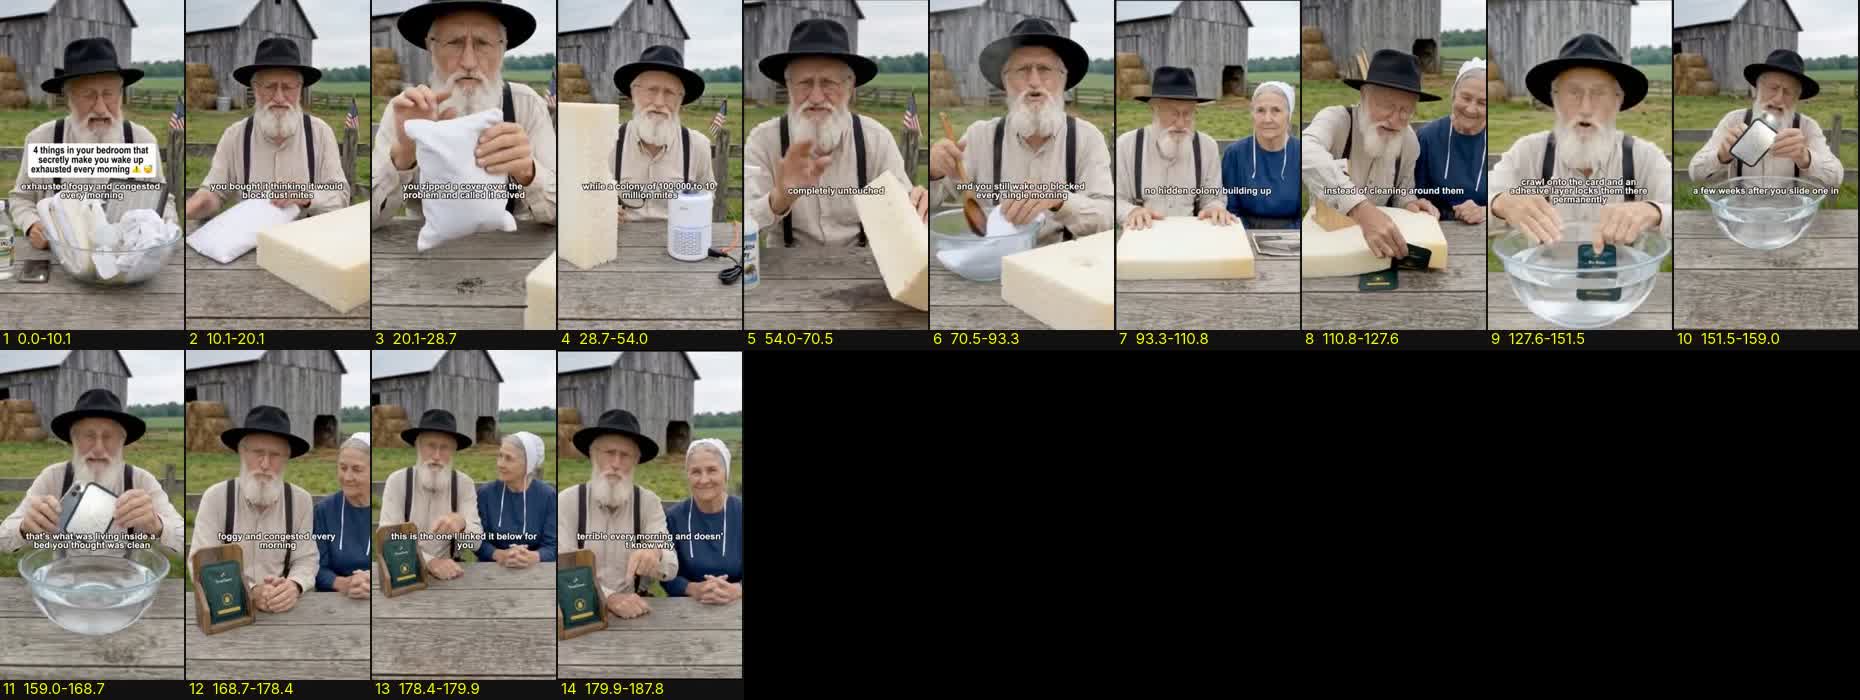 4 things in your bedroom that
secretly make you wake up
exhausted every morning ⚠️ 😴
exhausted foggy and congested
every morning
1 0.0-10.1
you bought it thinking it would
block dust mites
2 10.1-20.1
you zipped a cover over the
problem and called it solved
3 20.1-28.7
while a colony of 100,000 to 10
million mites
4 28.7-54.0
completely untouched
5 54.0-70.5
and you still wake up blocked
every single morning
6 70.5-93.3
no hidden colony building up
7 93.3-110.8
instead of cleaning around them
8 110.8-127.6
crawl onto the card and an
adhesive layer locks them there
permanently
9 127.6-151.5
a few weeks after you slide one in
10 151.5-159.0
that's what was living inside a
bed you thought was clean
11 159.0-168.7
foggy and congested every
morning
12 168.7-178.4
this is the one I linked it below for
you
13 178.4-179.9
terrible every morning and doesn'
t know why
14 179.9-187.8